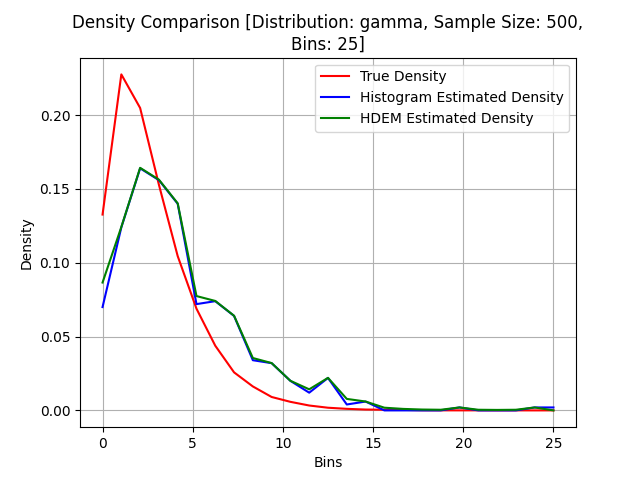 Density Comparison [Distribution: gamma, Sample Size: 500,
Bins: 25]
True Density
Histogram Estimated Density
HDEM Estimated Density
Density
0.20
0.15
0.10
0.05
0.00
0 5 10 15 20 25
Bins